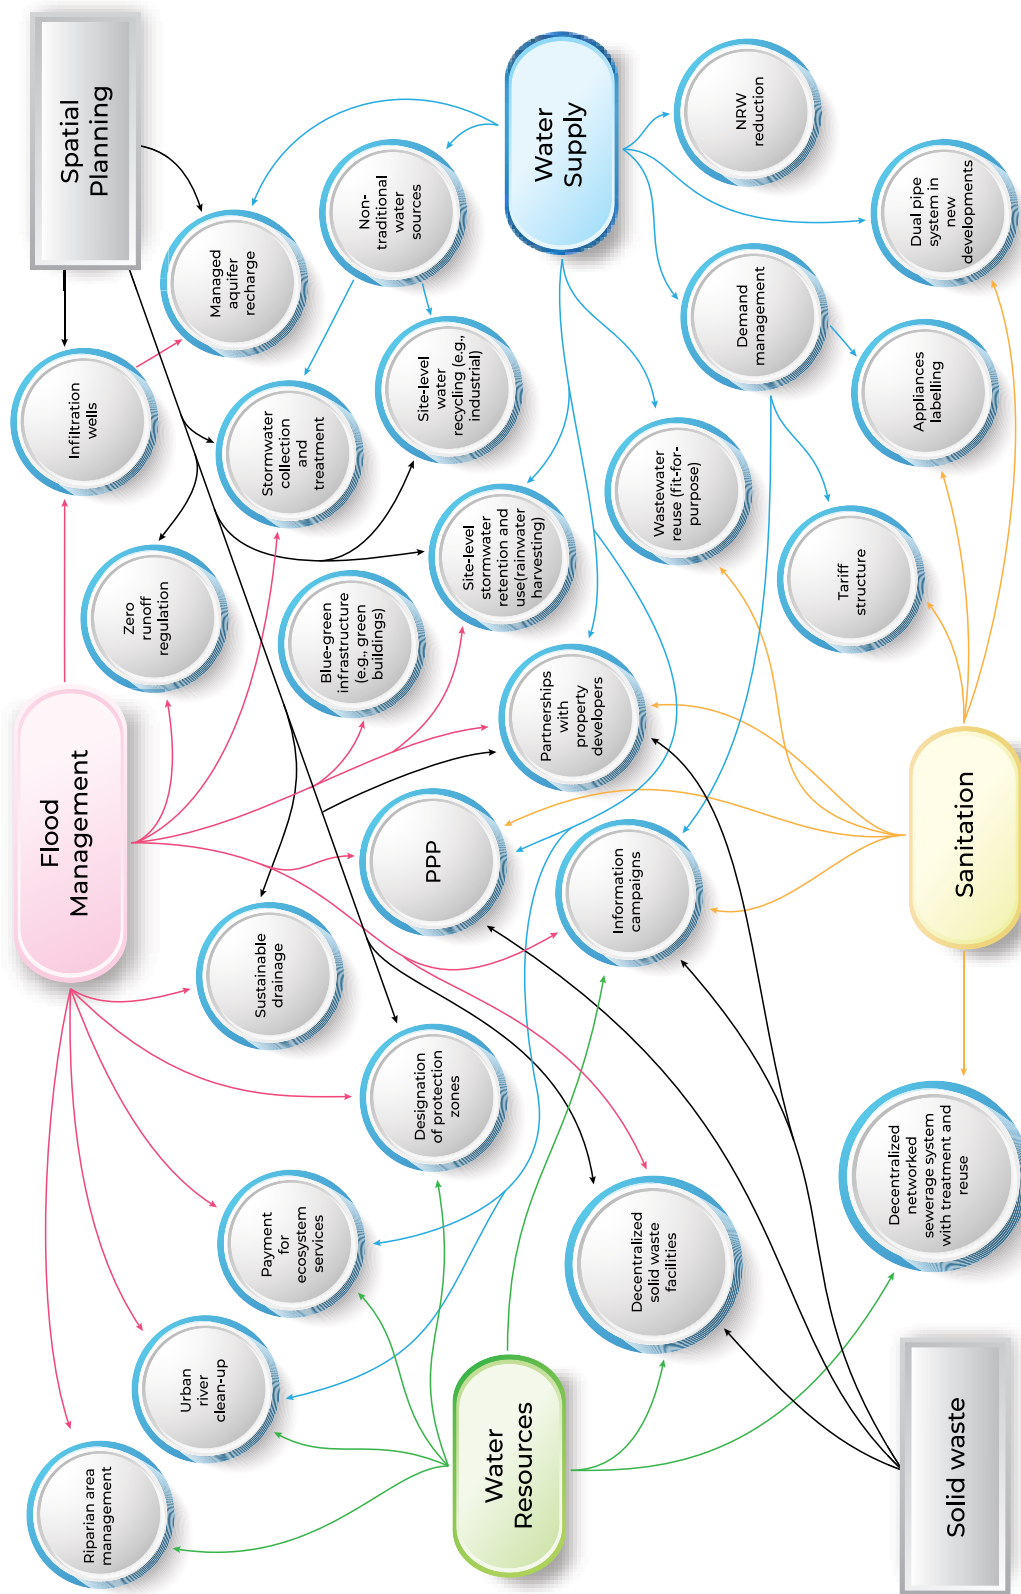 Riparian area
management
Urban
river
clean-up
Payment
for
ecosystem
services
Flood
Management
Sustainable
drainage
Designation
of protection
zones
Zero
runoff
regulation
Infiltration
wells
Spatial
Planning
Managed
aquifer
recharge
Stormwater
collection
and
treatment
Blue-green
infrastructure
(e.g., green
buildings)
Non-
traditional
water
sources
Site-level
water
recycling (e.g.,
industrial)
Site-level
stormwater
retention and
use(rainwater
harvesting)
PPP
Partnerships
with
property
developers
Water
Resources
Water
Supply
Decentralized
solid waste
facilities
Information
campaigns
Wastewater
reuse (fit-for-
purpose)
NRW
reduction
Demand
management
Tariff
structure
Appliances
labelling
Dual pipe
system in
new
developments
Solid waste
Decentralized
networked
sewerage system
with treatment and
reuse
Sanitation